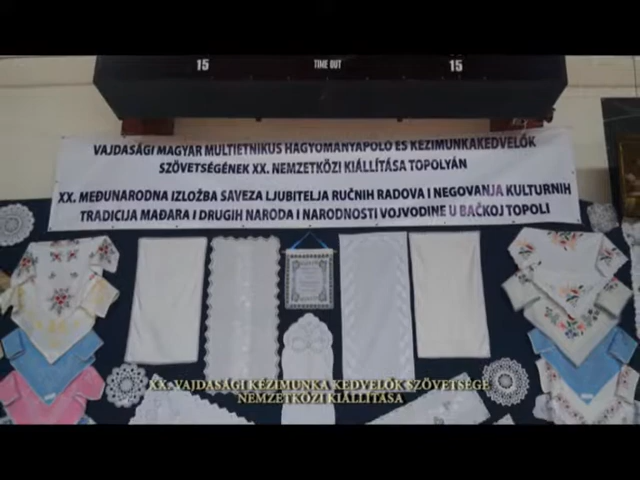 15 TIME OUT 15
VAJDASÁGI MAGYAR MULTIETNIKUS HAGYOMÁNYÁPOLÓ ÉS KÉZIMUNKAKEDVELŐK
SZÖVETSÉGÉNEK XX. NEMZETKÖZI KIÁLLÍTÁSA TOPOLYÁN
XX. MEĐUNARODNA IZLOŽBA SAVEZA LJUBITELJA RUČNIH RADOVA I NEGOVANJA KULTURNIH
TRADICIJA MAĐARA I DRUGIH NARODA I NARODNOSTI VOJVODINE U BAČKOJ TOPOLI
XX. VAJDASÁGI KÉZIMUNKA KEDVELŐK SZÖVETSÉGE
NEMZETKÖZI KIÁLLÍTÁSA